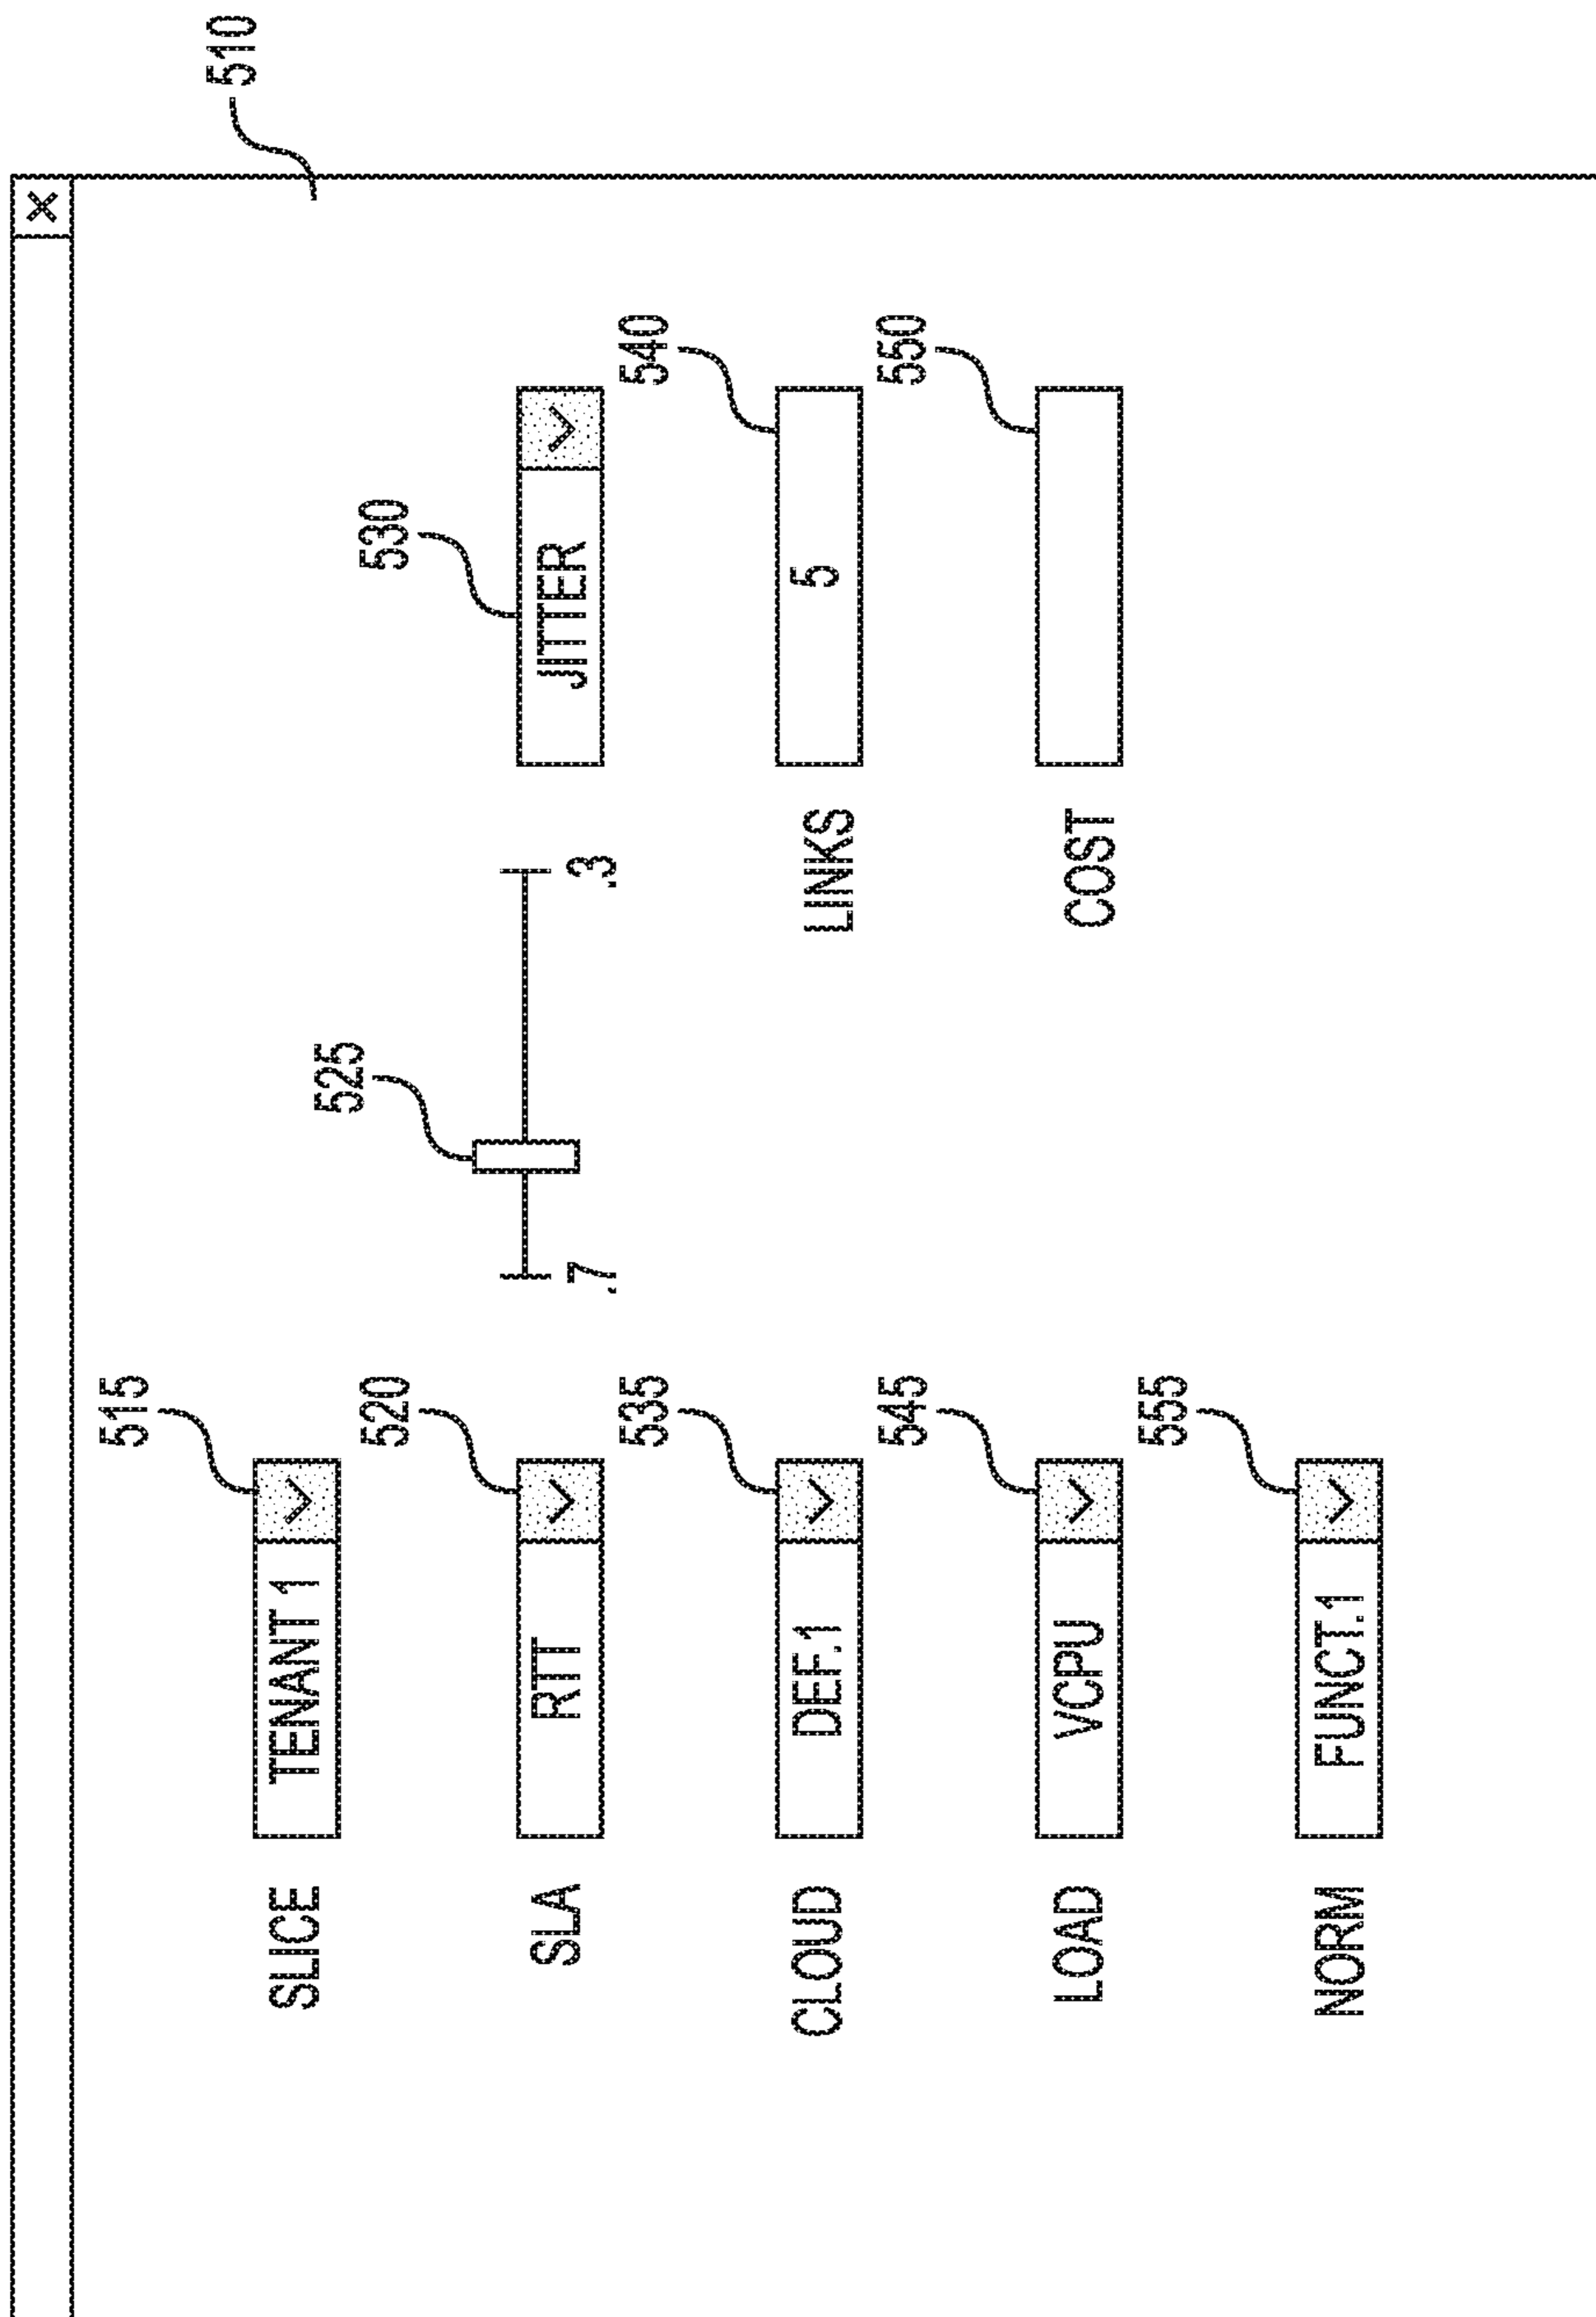 X
510
515
SLICE TENANT 1
525
520 530
SLA RTT .7 .3 JITTER
535 540
CLOUD DEF.1 LINKS 5
545 550
LOAD VCPU COST
555
NORM FUNCT.1